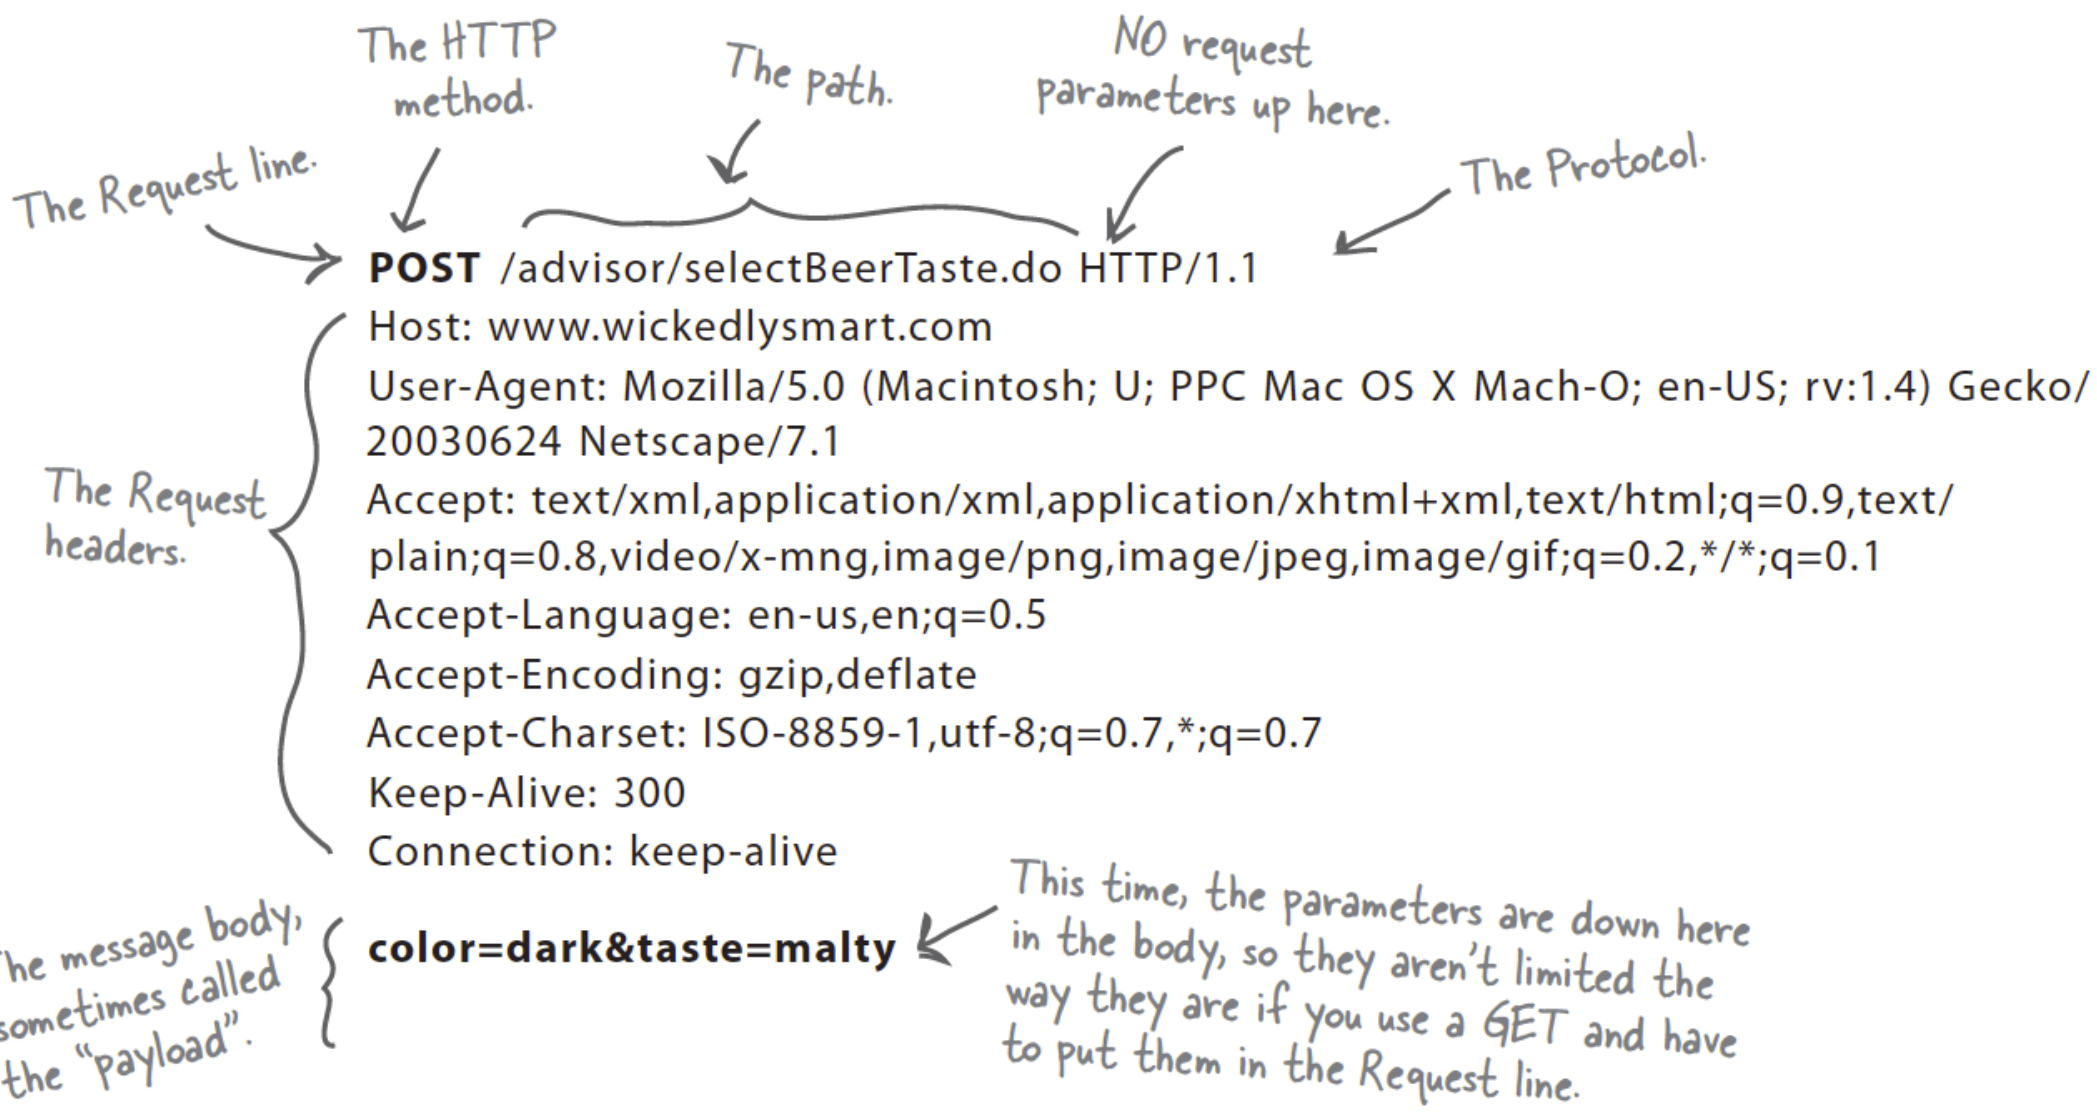 The HTTP
method.
The path.
NO request
parameters up here.
The Protocol.
The Request line.
POST /advisor/selectBeerTaste.do HTTP/1.1
Host: www.wickedlysmart.com
User-Agent: Mozilla/5.0 (Macintosh; U; PPC Mac OS X Mach-O; en-US; rv:1.4) Gecko/
20030624 Netscape/7.1
Accept: text/xml,application/xml,application/xhtml+xml,text/html;q=0.9,text/
plain;q=0.8,video/x-mng,image/png,image/jpeg,image/gif;q=0.2,*/*;q=0.1
Accept-Language: en-us,en;q=0.5
Accept-Encoding: gzip,deflate
Accept-Charset: ISO-8859-1,utf-8;q=0.7,*;q=0.7
Keep-Alive: 300
Connection: keep-alive
The Request
headers.
color=dark&taste=malty
The message body,
sometimes called
the “payload”.
This time, the parameters are down here
in the body, so they aren't limited the
way they are if you use a GET and have
to put them in the Request line.